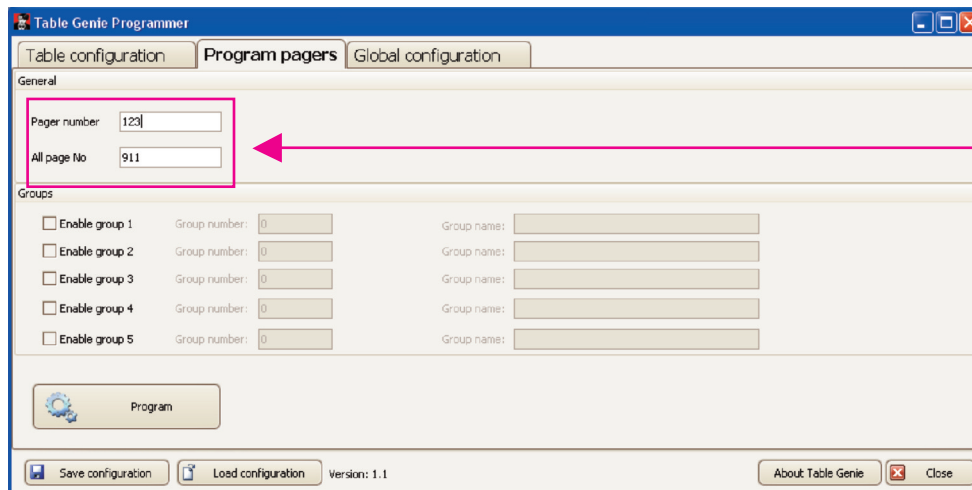 Table Genie Programmer
Table configuration Program pagers Global configuration
General
Pager number 123
All page No 911
Groups
Enable group 1 Group number: 0 Group name:
Enable group 2 Group number: 0 Group name:
Enable group 3 Group number: 0 Group name:
Enable group 4 Group number: 0 Group name:
Enable group 5 Group number: 0 Group name:
Program
Save configuration Load configuration Version: 1.1 About Table Genie Close